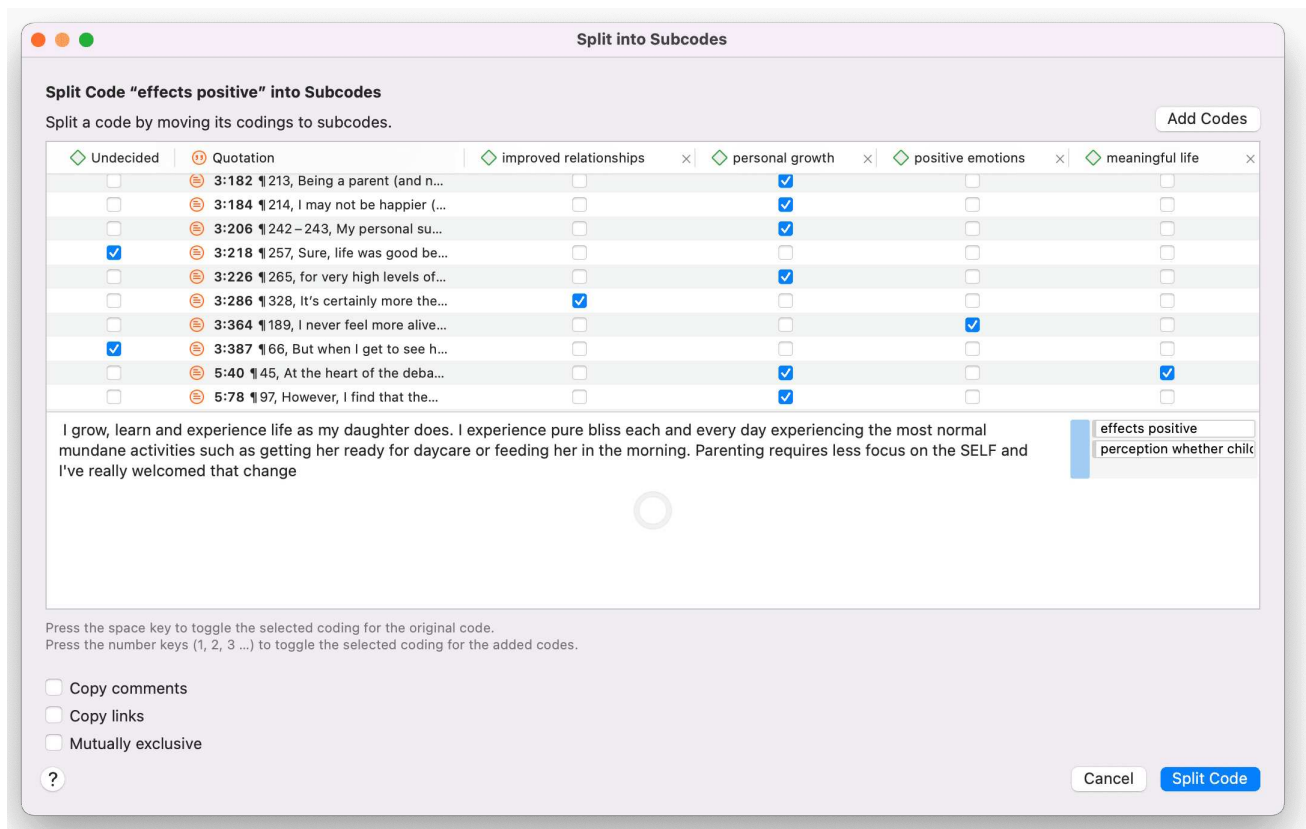 Split into Subcodes
Split Code “effects positive” into Subcodes
Split a code by moving its codings to subcodes.
Add Codes
Undecided Quotation improved relationships × personal growth × positive emotions × meaningful life ×
3:182 ¶ 213, Being a parent (and n...
3:184 ¶ 214, I may not be happier (...
3:206 ¶ 242 – 243, My personal su...
3:218 ¶ 257, Sure, life was good be...
3:226 ¶ 265, for very high levels of...
3:286 ¶ 328, It's certainly more the...
3:364 ¶ 189, I never feel more alive...
3:387 ¶ 66, But when I get to see h...
5:40 ¶ 45, At the heart of the deba...
5:78 ¶ 97, However, I find that the...
I grow, learn and experience life as my daughter does. I experience pure bliss each and every day experiencing the most normal
mundane activities such as getting her ready for daycare or feeding her in the morning. Parenting requires less focus on the SELF and
I've really welcomed that change
effects positive
perception whether chilc
Press the space key to toggle the selected coding for the original code.
Press the number keys (1, 2, 3 ...) to toggle the selected coding for the added codes.
Copy comments
Copy links
Mutually exclusive
?
Cancel
Split Code